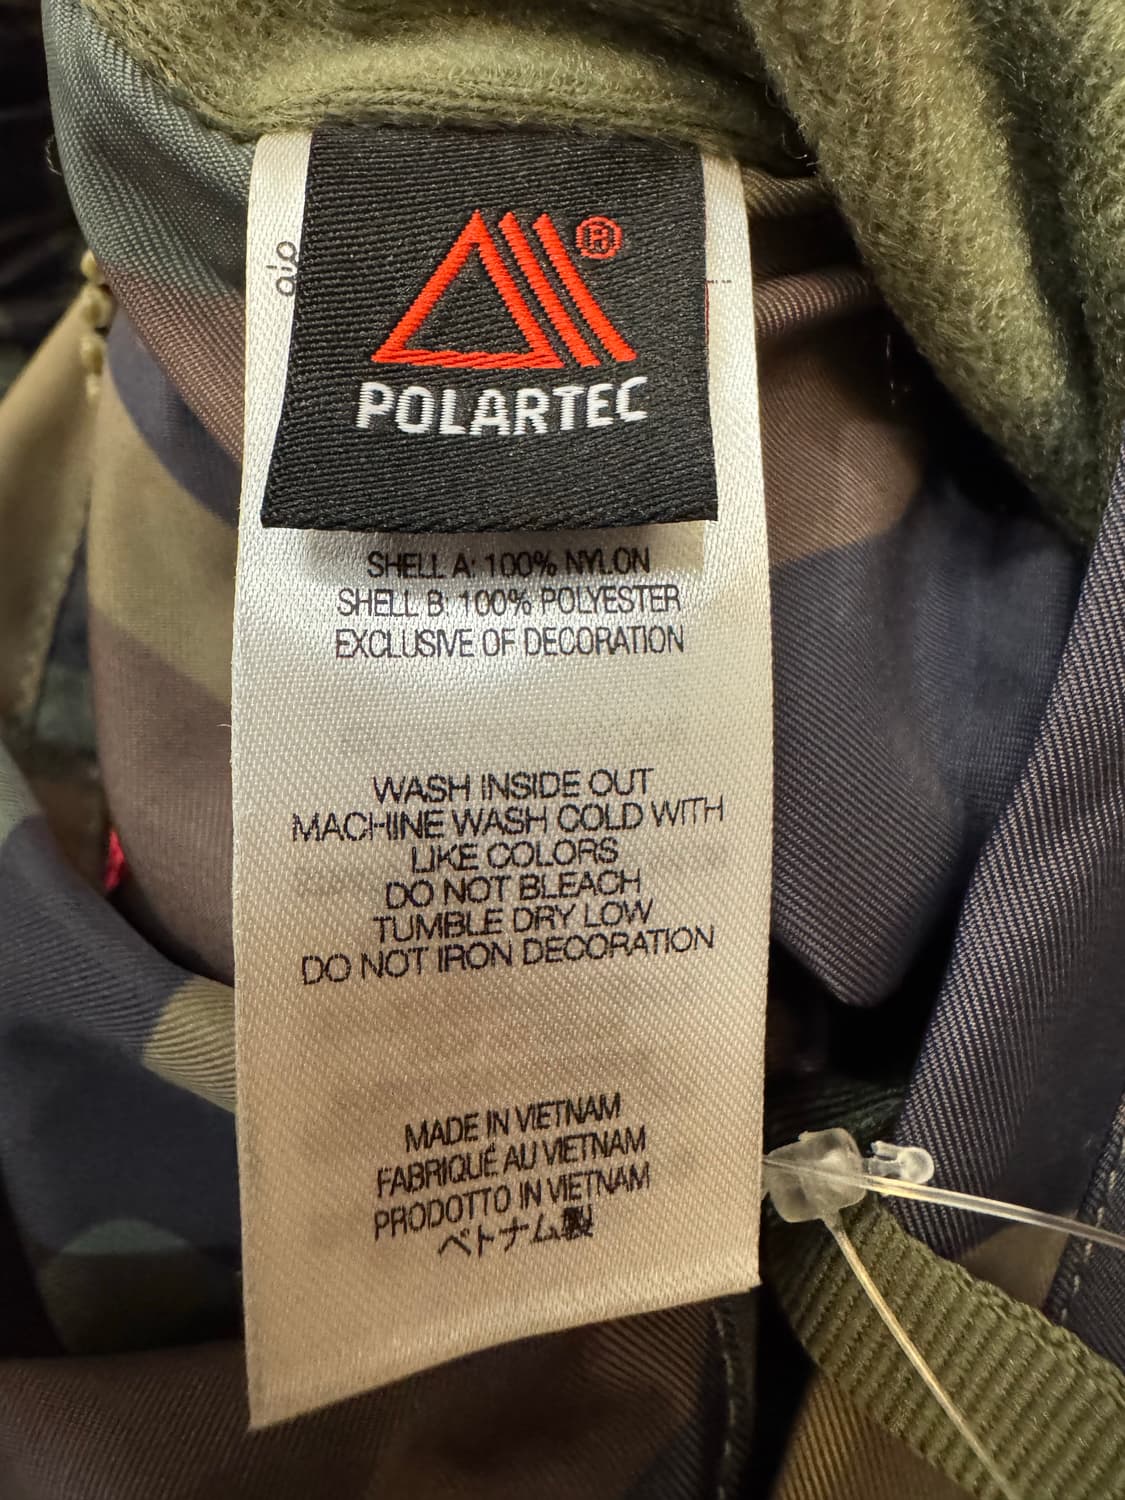 ®
POLARTEC
SHELL A: 100% NYLON
SHELL B: 100% POLYESTER
EXCLUSIVE OF DECORATION
WASH INSIDE OUT
MACHINE WASH COLD WITH
LIKE COLORS
DO NOT BLEACH
TUMBLE DRY LOW
DO NOT IRON DECORATION
MADE IN VIETNAM
FABRIQUÉ AU VIETNAM
PRODOTTO IN VIETNAM
ベトナム製